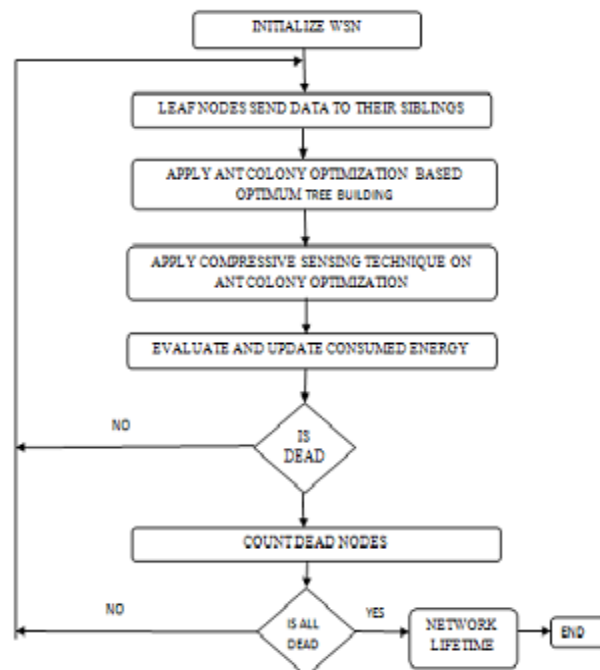 INITIALIZE WSN
LEAF NODES SEND DATA TO THEIR SIBLINGS
APPLY ANT COLONY OPTIMIZATION BASED
OPTIMUM TREE BUILDING
APPLY COMPRESSIVE SENSING TECHNIQUE ON
ANT COLONY OPTIMIZATION
EVALUATE AND UPDATE CONSUMED ENERGY
NO
IS
DEAD
COUNT DEAD NODES
NO
IS ALL
DEAD
YES
NETWORK
LIFETIME
END